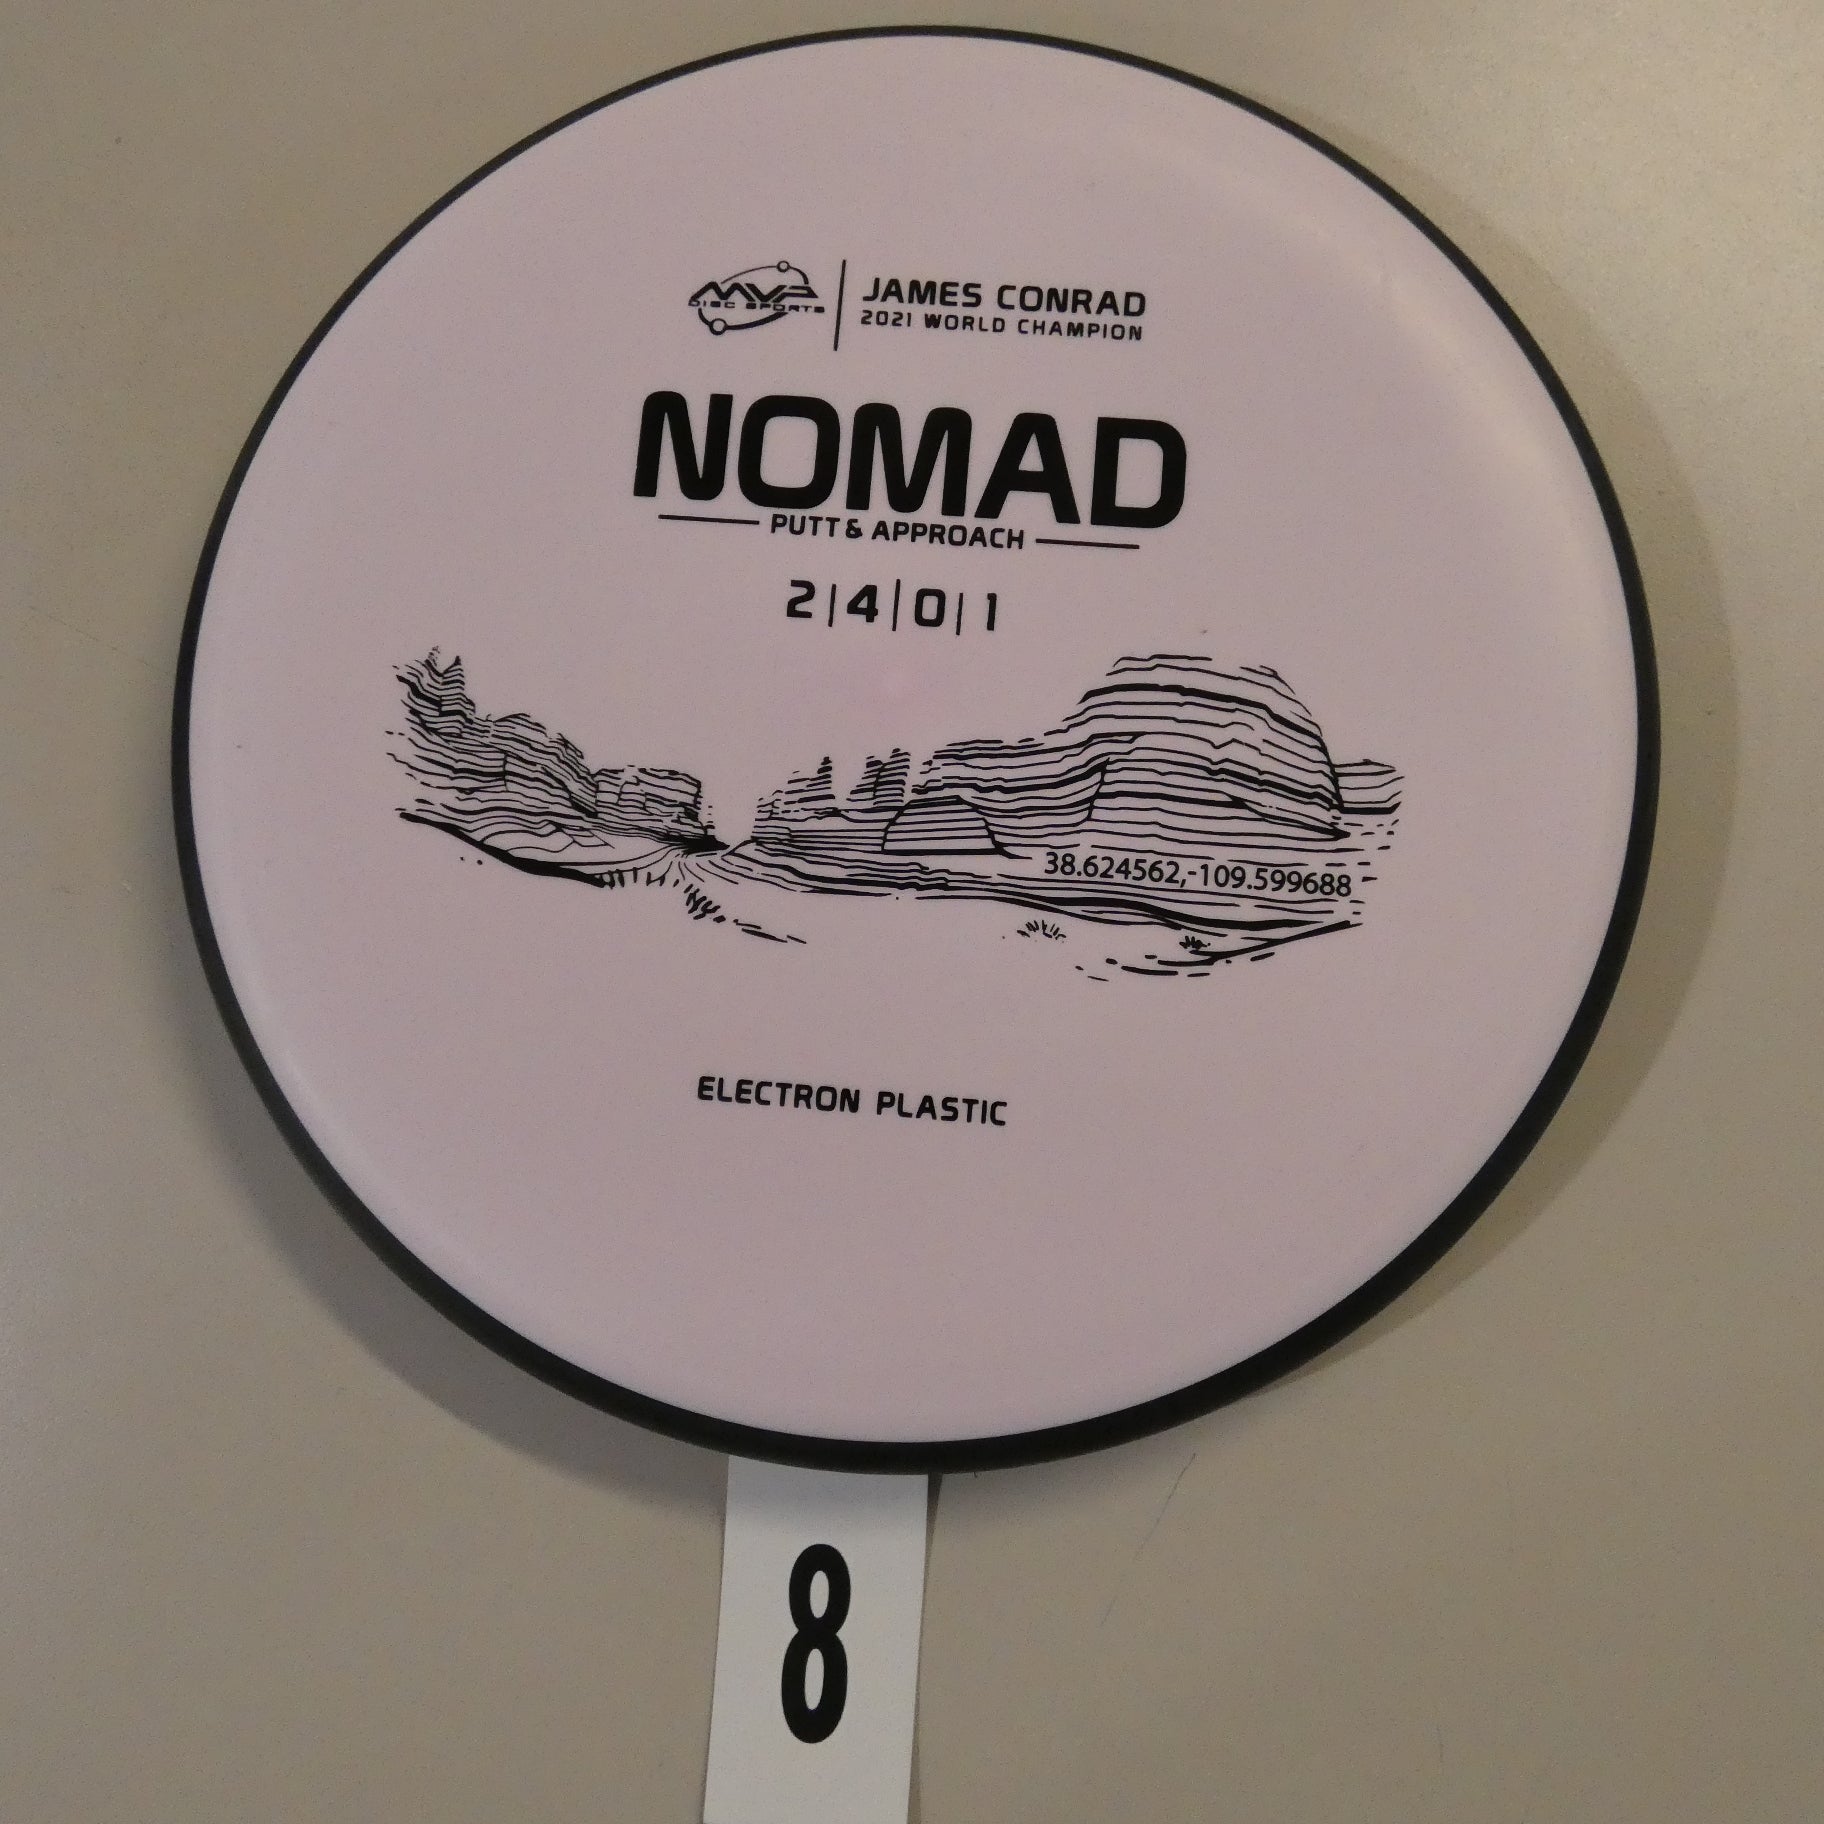 MVP
DISC SPORTS
JAMES CONRAD
2021 WORLD CHAMPION
NOMAD
PUTT & APPROACH
2|4|0|1
38.624562,-109.599688
ELECTRON PLASTIC
8